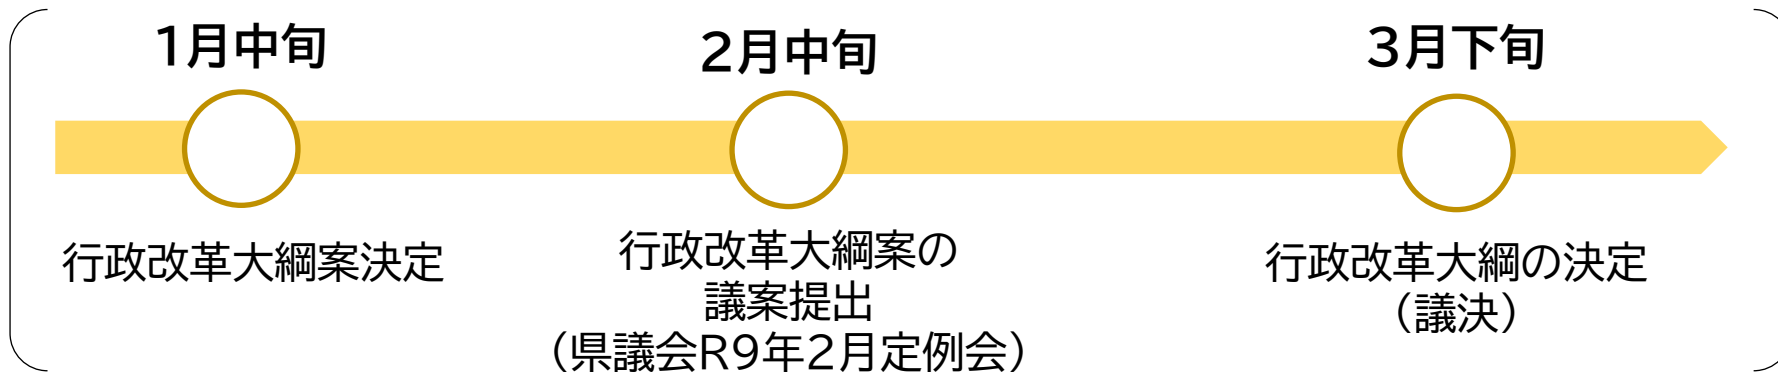 1月中旬
行政改革大綱案決定
2月中旬
行政改革大綱案の
議案提出
（県議会R9年2月定例会）
3月下旬
行政改革大綱の決定
（議決）